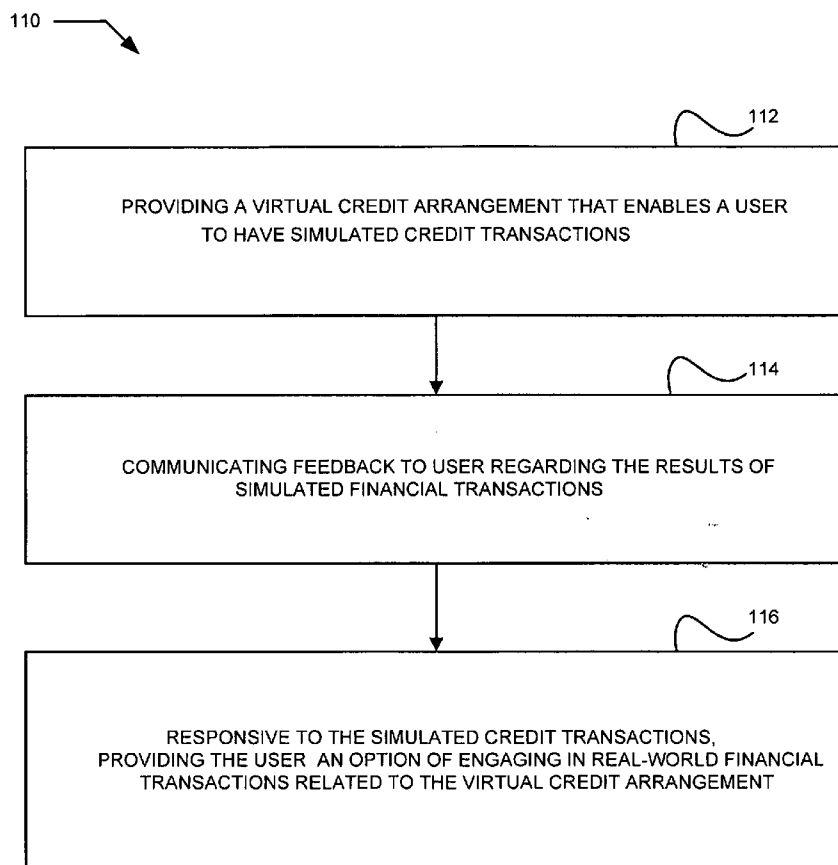 110
112
PROVIDING A VIRTUAL CREDIT ARRANGEMENT THAT ENABLES A USER
TO HAVE SIMULATED CREDIT TRANSACTIONS
114
COMMUNICATING FEEDBACK TO USER REGARDING THE RESULTS OF
SIMULATED FINANCIAL TRANSACTIONS
116
RESPONSIVE TO THE SIMULATED CREDIT TRANSACTIONS,
PROVIDING THE USER AN OPTION OF ENGAGING IN REAL-WORLD FINANCIAL
TRANSACTIONS RELATED TO THE VIRTUAL CREDIT ARRANGEMENT